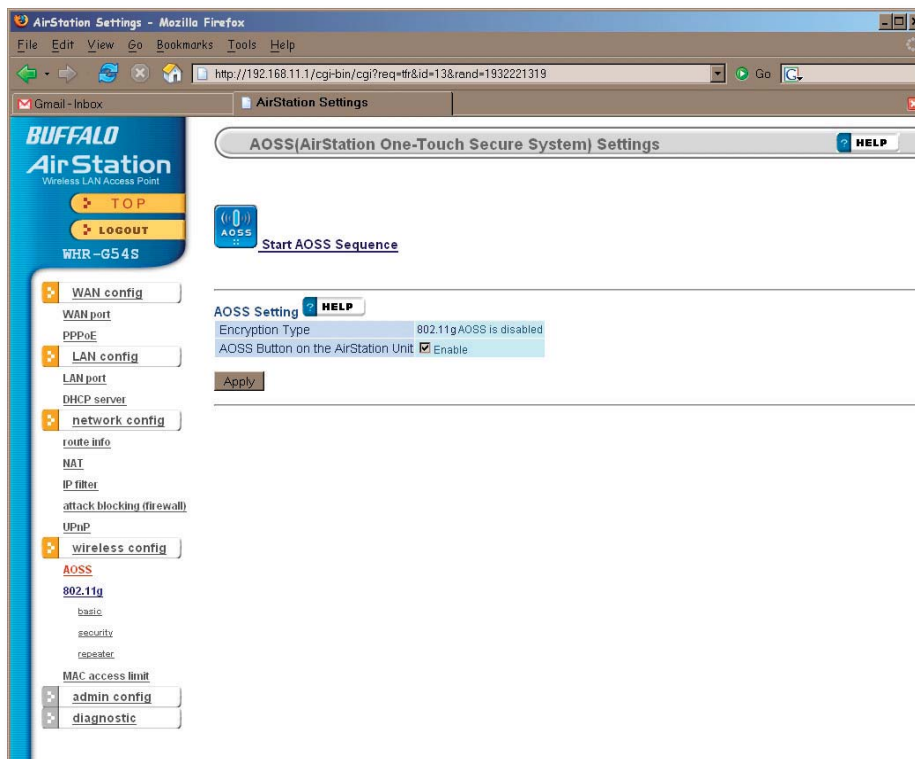 AirStation Settings - Mozilla Firefox
File Edit View Go Bookmarks Tools Help
http://192.168.11.1/cgi-bin/cgi?req=tfr&id=13&rand=1932221319 Go G
Gmail - Inbox
AirStation Settings
BUFFALO
AirStation
Wireless LAN Access Point
TOP
LOGOUT
WHR-G54S
WAN config
WAN port
PPPoE
LAN config
LAN port
DHCP server
network config
route info
NAT
IP filter
attack blocking (firewall)
UPnP
wireless config
AOSS
802.11g
basic
security
repeater
MAC access limit
admin config
diagnostic
AOSS(AirStation One-Touch Secure System) Settings
? HELP
AOSS
Start AOSS Sequence
AOSS Setting ? HELP
Encryption Type 802.11g AOSS is disabled
AOSS Button on the AirStation Unit Enable
Apply